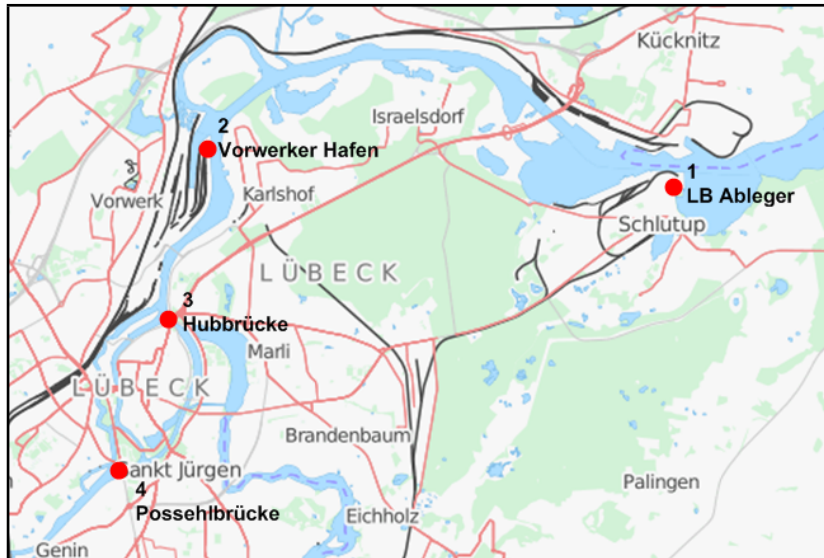 Kücknitz
Israelsdorf
2
Vorwerker Hafen
1
LB Ableger
Vorwerk
Karlshof
Schlutup
LÜBECK
3
Hubbrücke
Marli
LÜBECK
Brandenbaum
ankt Jürgen
4
Possehlbrücke
Palingen
Eichholz
Genin